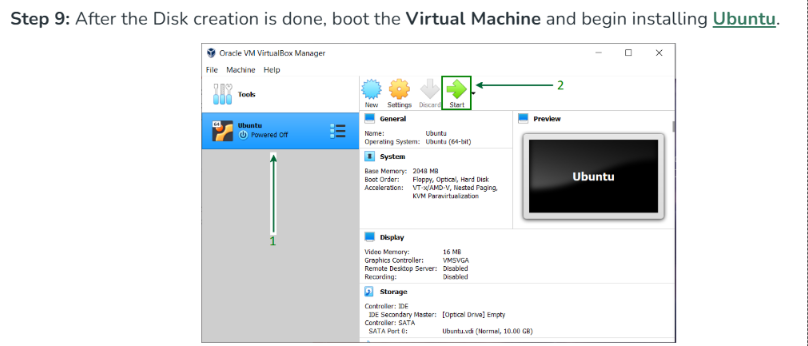 Step 9: After the Disk creation is done, boot the Virtual Machine and begin installing Ubuntu.
Oracle VM VirtualBox Manager
File Machine Help
Tools
New Settings Discard Start
2
Ubuntu
Powered Off
64
1
General
Name: Ubuntu
Operating System: Ubuntu (64-bit)
Preview
Ubuntu
System
Base Memory: 2048 MB
Boot Order: Floppy, Optical, Hard Disk
Acceleration: VT-x/AMD-V, Nested Paging,
KVM Paravirtualization
Display
Video Memory: 16 MB
Graphics Controller: VMSVGA
Remote Desktop Server: Disabled
Recording: Disabled
Storage
Controller: IDE
IDE Secondary Master: [Optical Drive] Empty
Controller: SATA
SATA Port 0: Ubuntu.vdi (Normal, 10.00 GB)